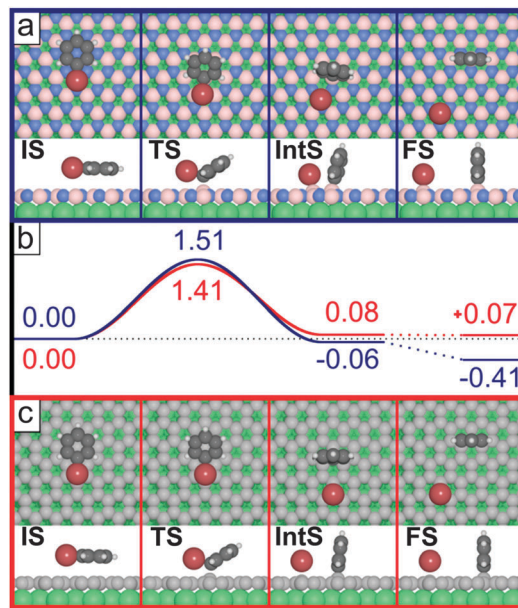 a
IS TS IntS FS
b
1.51
0.00 1.41 0.08 +0.07
0.00 -0.06 -0.41
c
IS TS IntS FS